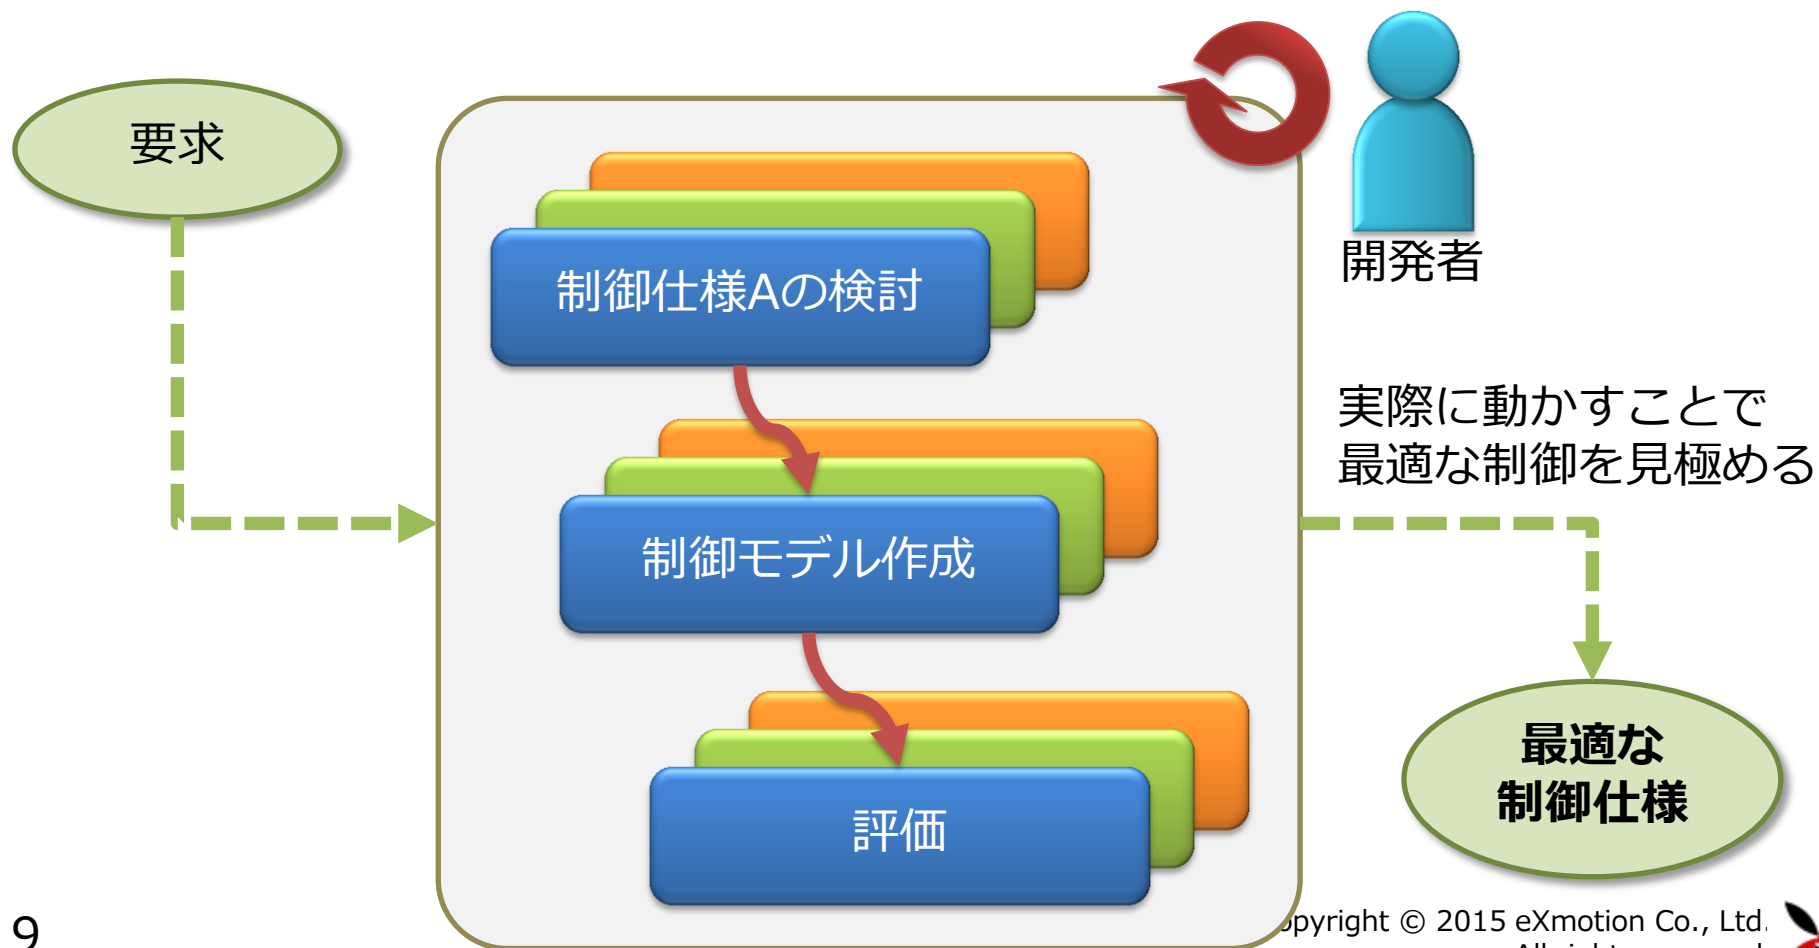 要求
開発者
制御仕様Aの検討
実際に動かすことで
最適な制御を見極める
制御モデル作成
最適な
制御仕様
評価
9
opyright © 2015 eXmotion Co., Ltd.